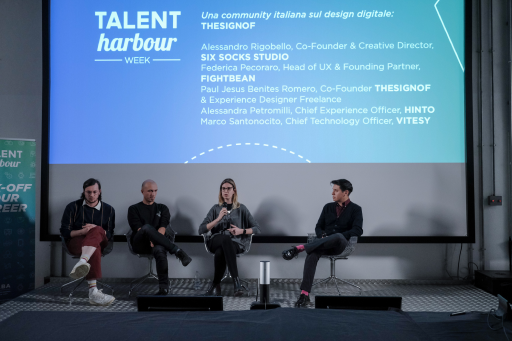 TALENT
harbour
WEEK
Una community italiana sul design digitale:
THESIGNOF
Alessandro Rigobello, Co-Founder & Creative Director,
SIX SOCKS STUDIO
Federica Pecoraro, Head of UX & Founding Partner,
FIGHTBEAN
Paul Jesus Benites Romero, Co-Founder THESIGNOF
& Experience Designer Freelance
Alessandra Petromilli, Chief Experience Officer, HINTO
Marco Santonocito, Chief Technology Officer, VITESY
LENT
bour
-OFF
OUR
EER